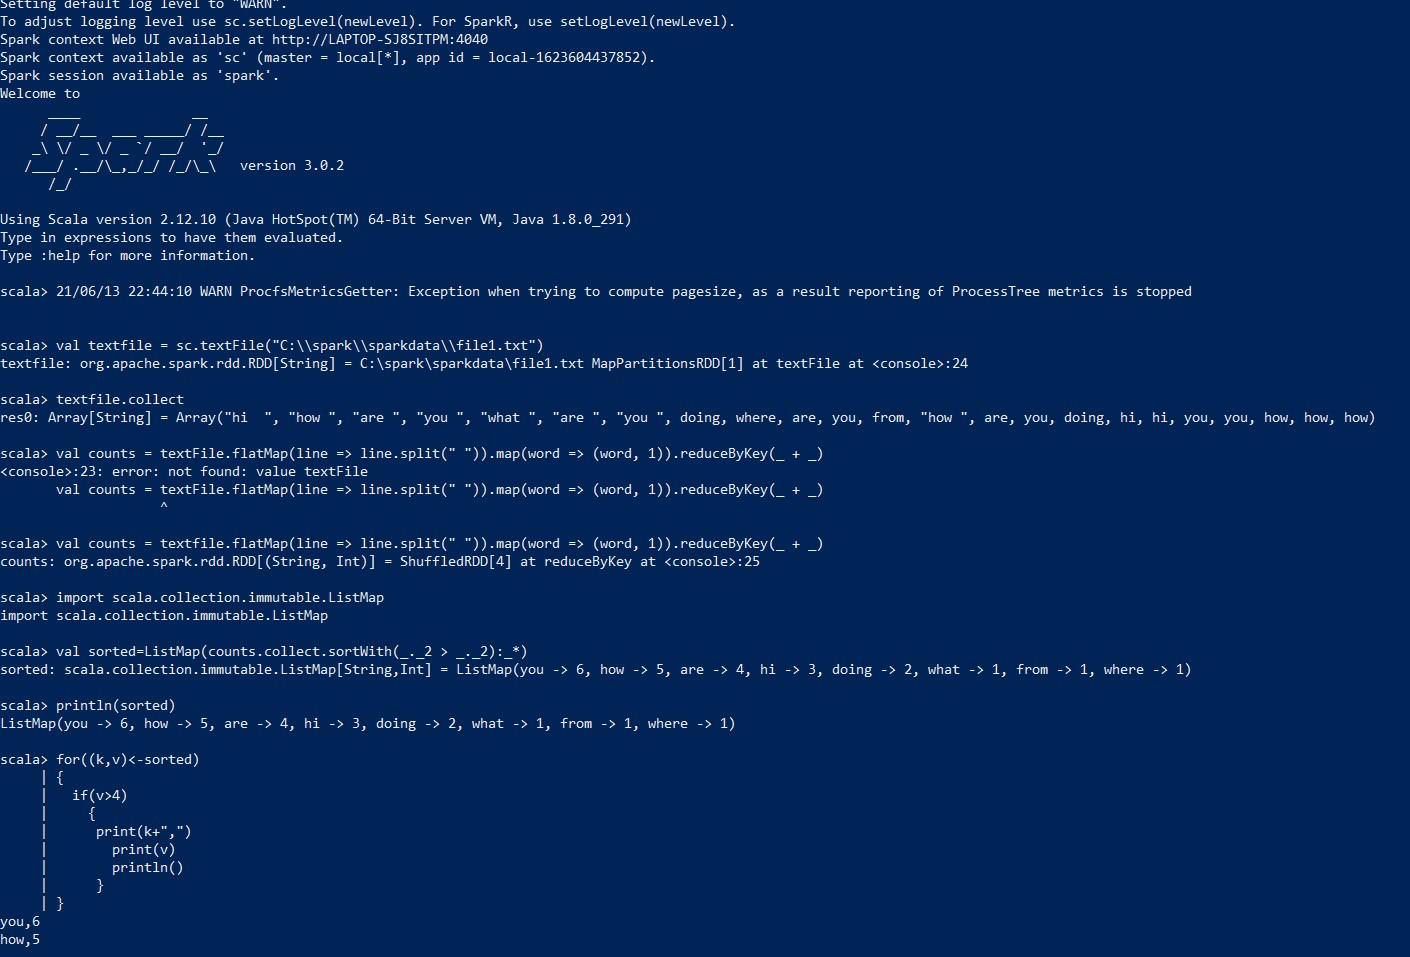 Setting default log level to "WARN".
To adjust logging level use sc.setLogLevel(newLevel). For SparkR, use setLogLevel(newLevel).
Spark context Web UI available at http://LAPTOP-SJ8SITPM:4040
Spark context available as 'sc' (master = local[*], app id = local-1623604437852).
Spark session available as 'spark'.
Welcome to
      ____              __
     / __/__  ___ _____/ /__
    _\ \/ _ \/ _ `/ __/  '_/
   /___/ .__/\_,_/_/ /_/\_\   version 3.0.2
      /_/
Using Scala version 2.12.10 (Java HotSpot(TM) 64-Bit Server VM, Java 1.8.0_291)
Type in expressions to have them evaluated.
Type :help for more information.
scala> 21/06/13 22:44:10 WARN ProcfsMetricsGetter: Exception when trying to compute pagesize, as a result reporting of ProcessTree metrics is stopped
scala> val textfile = sc.textFile("C:\\spark\\sparkdata\\file1.txt")
textfile: org.apache.spark.rdd.RDD[String] = C:\spark\sparkdata\file1.txt MapPartitionsRDD[1] at textFile at <console>:24
scala> textfile.collect
res0: Array[String] = Array("hi  ", "how ", "are ", "you ", "what ", "are ", "you ", doing, where, are, you, from, "how ", are, you, doing, hi, hi, you, you, how, how, how)
scala> val counts = textFile.flatMap(line => line.split(" ")).map(word => (word, 1)).reduceByKey(_ + _)
<console>:23: error: not found: value textFile
       val counts = textFile.flatMap(line => line.split(" ")).map(word => (word, 1)).reduceByKey(_ + _)
                    ^
scala> val counts = textfile.flatMap(line => line.split(" ")).map(word => (word, 1)).reduceByKey(_ + _)
counts: org.apache.spark.rdd.RDD[(String, Int)] = ShuffledRDD[4] at reduceByKey at <console>:25
scala> import scala.collection.immutable.ListMap
import scala.collection.immutable.ListMap
scala> val sorted=ListMap(counts.collect.sortWith(_._2 > _._2):_*)
sorted: scala.collection.immutable.ListMap[String,Int] = ListMap(you -> 6, how -> 5, are -> 4, hi -> 3, doing -> 2, what -> 1, from -> 1, where -> 1)
scala> println(sorted)
ListMap(you -> 6, how -> 5, are -> 4, hi -> 3, doing -> 2, what -> 1, from -> 1, where -> 1)
scala> for((k,v)<-sorted)
     | {
     |   if(v>4)
     |     {
     |      print(k+",")
     |        print(v)
     |        println()
     |      }
     | }
you,6
how,5